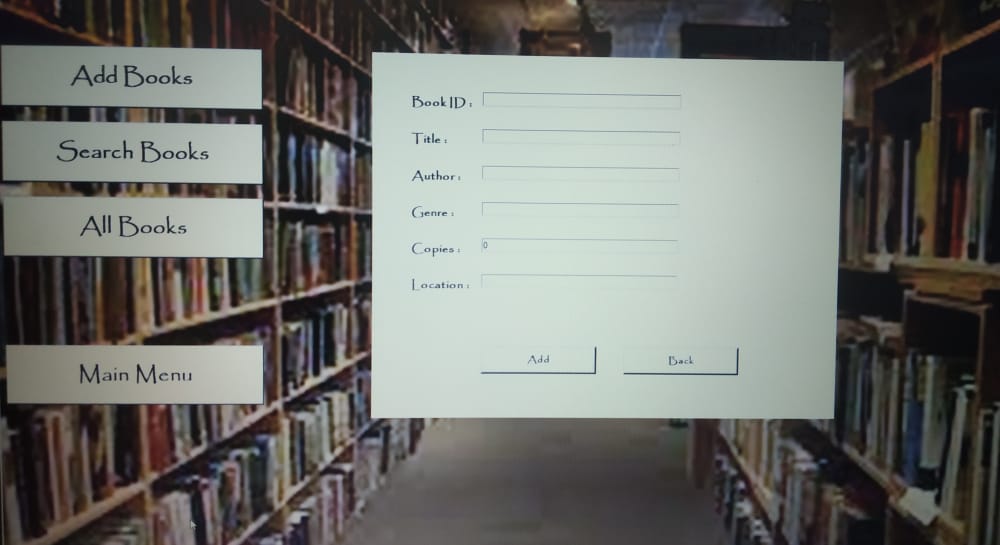 Add Books
Search Books
All Books
Main Menu
Book ID :
Title :
Author :
Genre :
Copies : 0
Location :
Add
Back